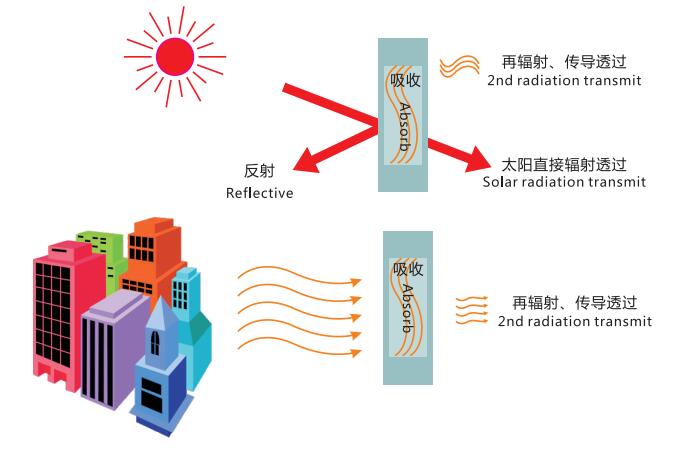 吸收
Absorb
再辐射、传导透过
2nd radiation transmit
反射
Reflective
太阳直接辐射透过
Solar radiation transmit
吸收
Absorb
再辐射、传导透过
2nd radiation transmit